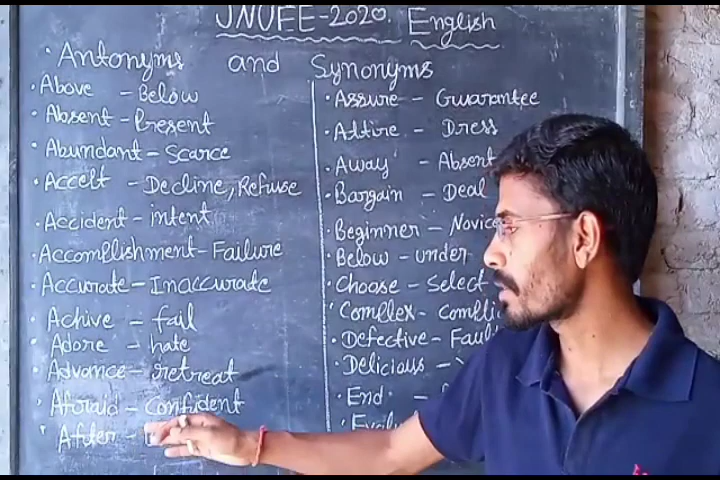 JNVEE-2020. English
Antonyms and Synonyms
· Above - Below
· Absent - Present
· Abundant - Scarce
· Accelt - Decline, Refuse
· Accident - intent
· Accomplishment - Failure
· Accurate - Inaccurate
· Achive - fail
· Adore - hate
· Advance - retreat
· Afraid - Confident
· After -
· Assure - Guarantee
· Attire - Dress
· Away - Absent
· Bargain - Deal
· Beginner - Novice
· Below - under
· Choose - Select
· Complex -
· Defective -
· Delicious -
· End -